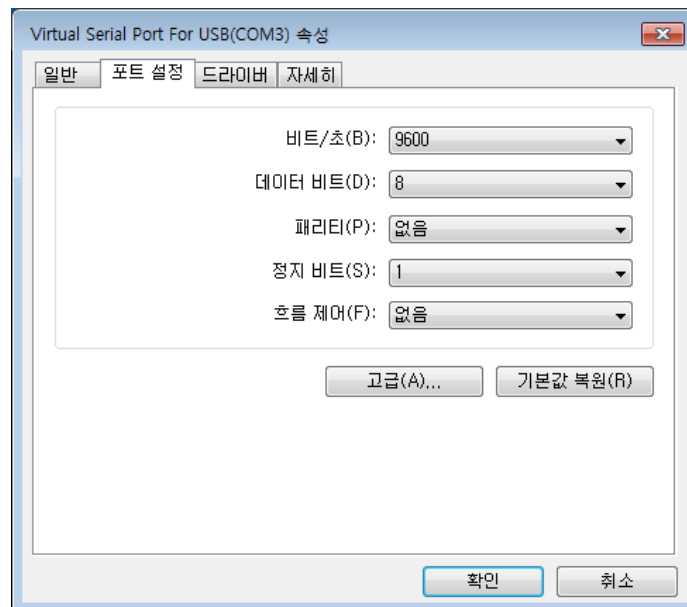 Virtual Serial Port For USB(COM3) 속성
일반 포트 설정 드라이버 자세히
비트/초(B): 9600
데이터 비트(D): 8
패리티(P): 없음
정지 비트(S): 1
흐름 제어(F): 없음
고급(A)... 기본값 복원(R)
확인 취소